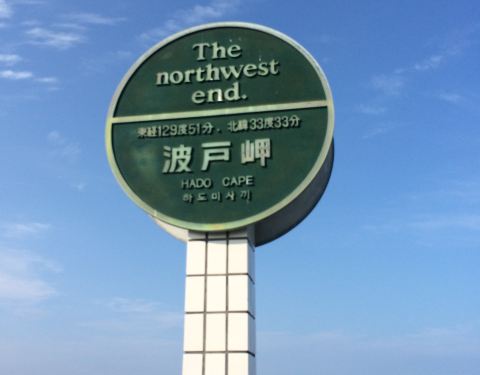 The
northwest
end.
東経129度51分．北緯33度33分
波戸岬
HADO CAPE
하도미사끼